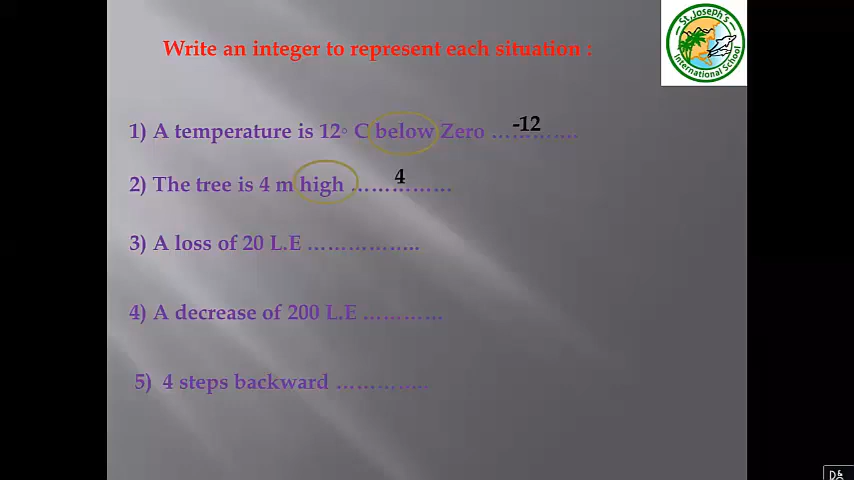 St. Joseph's
International School
Write an integer to represent each situation :
1) A temperature is 12◦ C below Zero …………. -12
2) The tree is 4 m high …………… 4
3) A loss of 20 L.E ……………..
4) A decrease of 200 L.E …………
5) 4 steps backward …………..